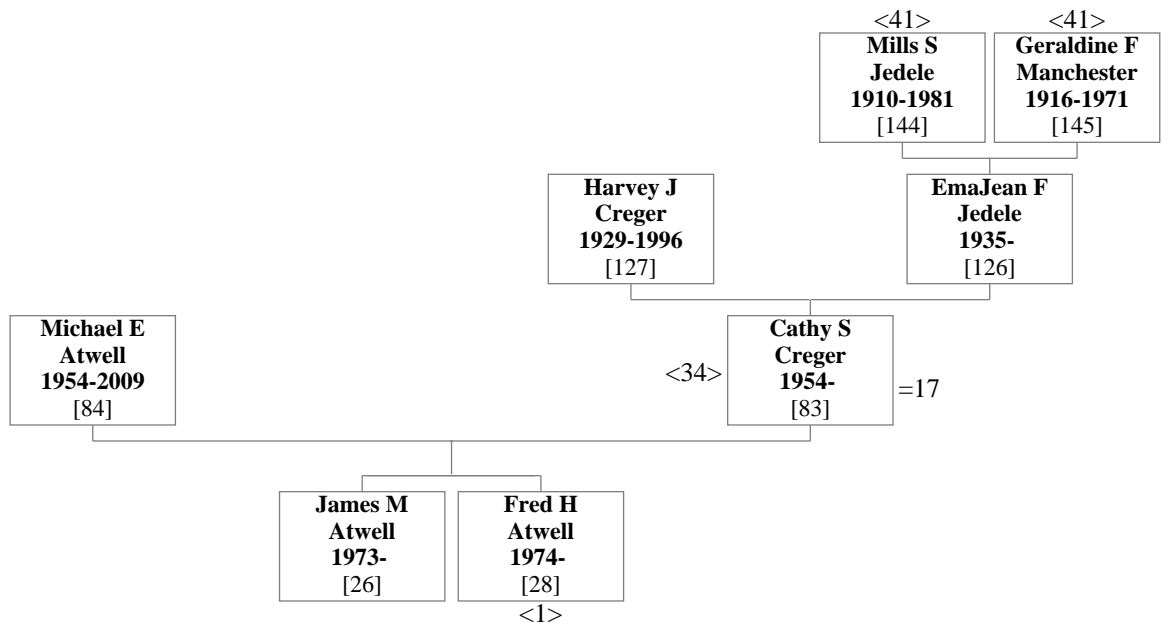 <41>
Mills S
Jedele
1910-1981
[144]
<41>
Geraldine F
Manchester
1916-1971
[145]
Harvey J
Creger
1929-1996
[127]
EmaJean F
Jedele
1935-
[126]
Michael E
Atwell
1954-2009
[84]
<34>
Cathy S
Creger
1954-
[83]
=17
James M
Atwell
1973-
[26]
Fred H
Atwell
1974-
[28]
<1>